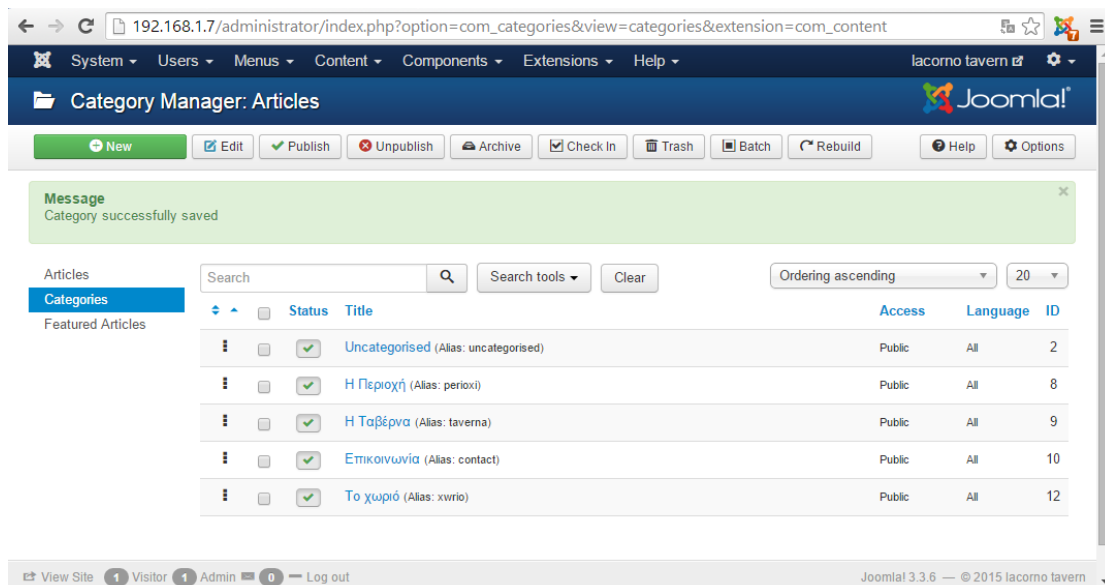 192.168.1.7/administrator/index.php?option=com_categories&view=categories&extension=com_content
7
System Users Menus Content Components Extensions Help lacorno tavern
Category Manager: Articles Joomla!
New Edit Publish Unpublish Archive Check In Trash Batch Rebuild Help Options
Message ×
Category successfully saved
Articles
Categories
Featured Articles
Search Search tools Clear Ordering ascending 20
Status Title Access Language ID
Uncategorised (Alias: uncategorised) Public All 2
Η Περιοχή (Alias: perioxi) Public All 8
Η Ταβέρνα (Alias: taverna) Public All 9
Επικοινωνία (Alias: contact) Public All 10
Το χωριό (Alias: xwrio) Public All 12
View Site 1 Visitor 1 Admin 0 Log out Joomla! 3.3.6 — © 2015 lacorno tavern